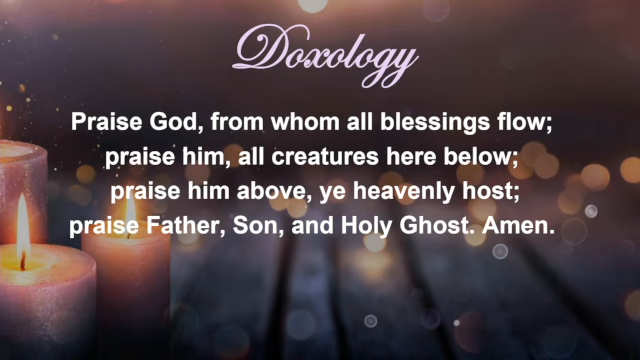 Doxology
Praise God, from whom all blessings flow;
praise him, all creatures here below;
praise him above, ye heavenly host;
praise Father, Son, and Holy Ghost. Amen.